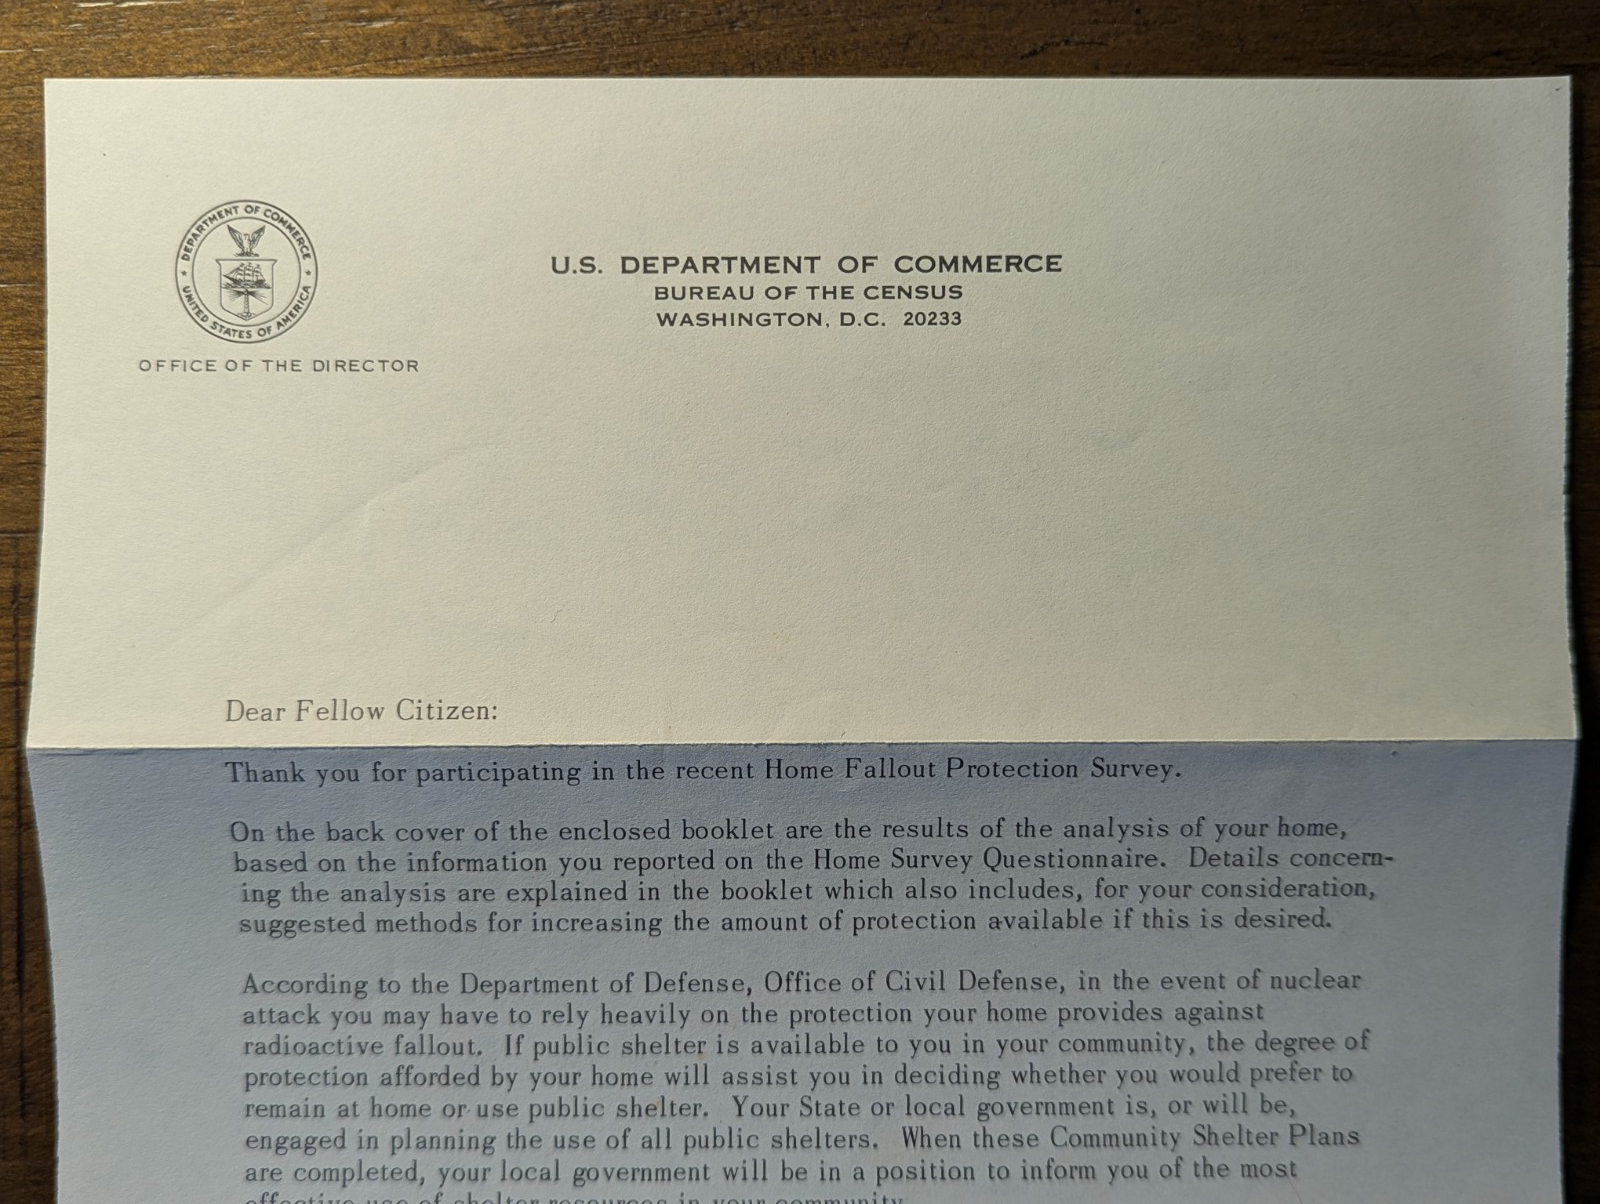 DEPARTMENT OF COMMERCE
UNITED STATES OF AMERICA
OFFICE OF THE DIRECTOR
U.S. DEPARTMENT OF COMMERCE
BUREAU OF THE CENSUS
WASHINGTON, D.C. 20233
Dear Fellow Citizen:
Thank you for participating in the recent Home Fallout Protection Survey.
On the back cover of the enclosed booklet are the results of the analysis of your home,
based on the information you reported on the Home Survey Questionnaire. Details concern-
ing the analysis are explained in the booklet which also includes, for your consideration,
suggested methods for increasing the amount of protection available if this is desired.
According to the Department of Defense, Office of Civil Defense, in the event of nuclear
attack you may have to rely heavily on the protection your home provides against
radioactive fallout. If public shelter is available to you in your community, the degree of
protection afforded by your home will assist you in deciding whether you would prefer to
remain at home or use public shelter. Your State or local government is, or will be,
engaged in planning the use of all public shelters. When these Community Shelter Plans
are completed, your local government will be in a position to inform you of the most
effective use of shelter resources in your community.